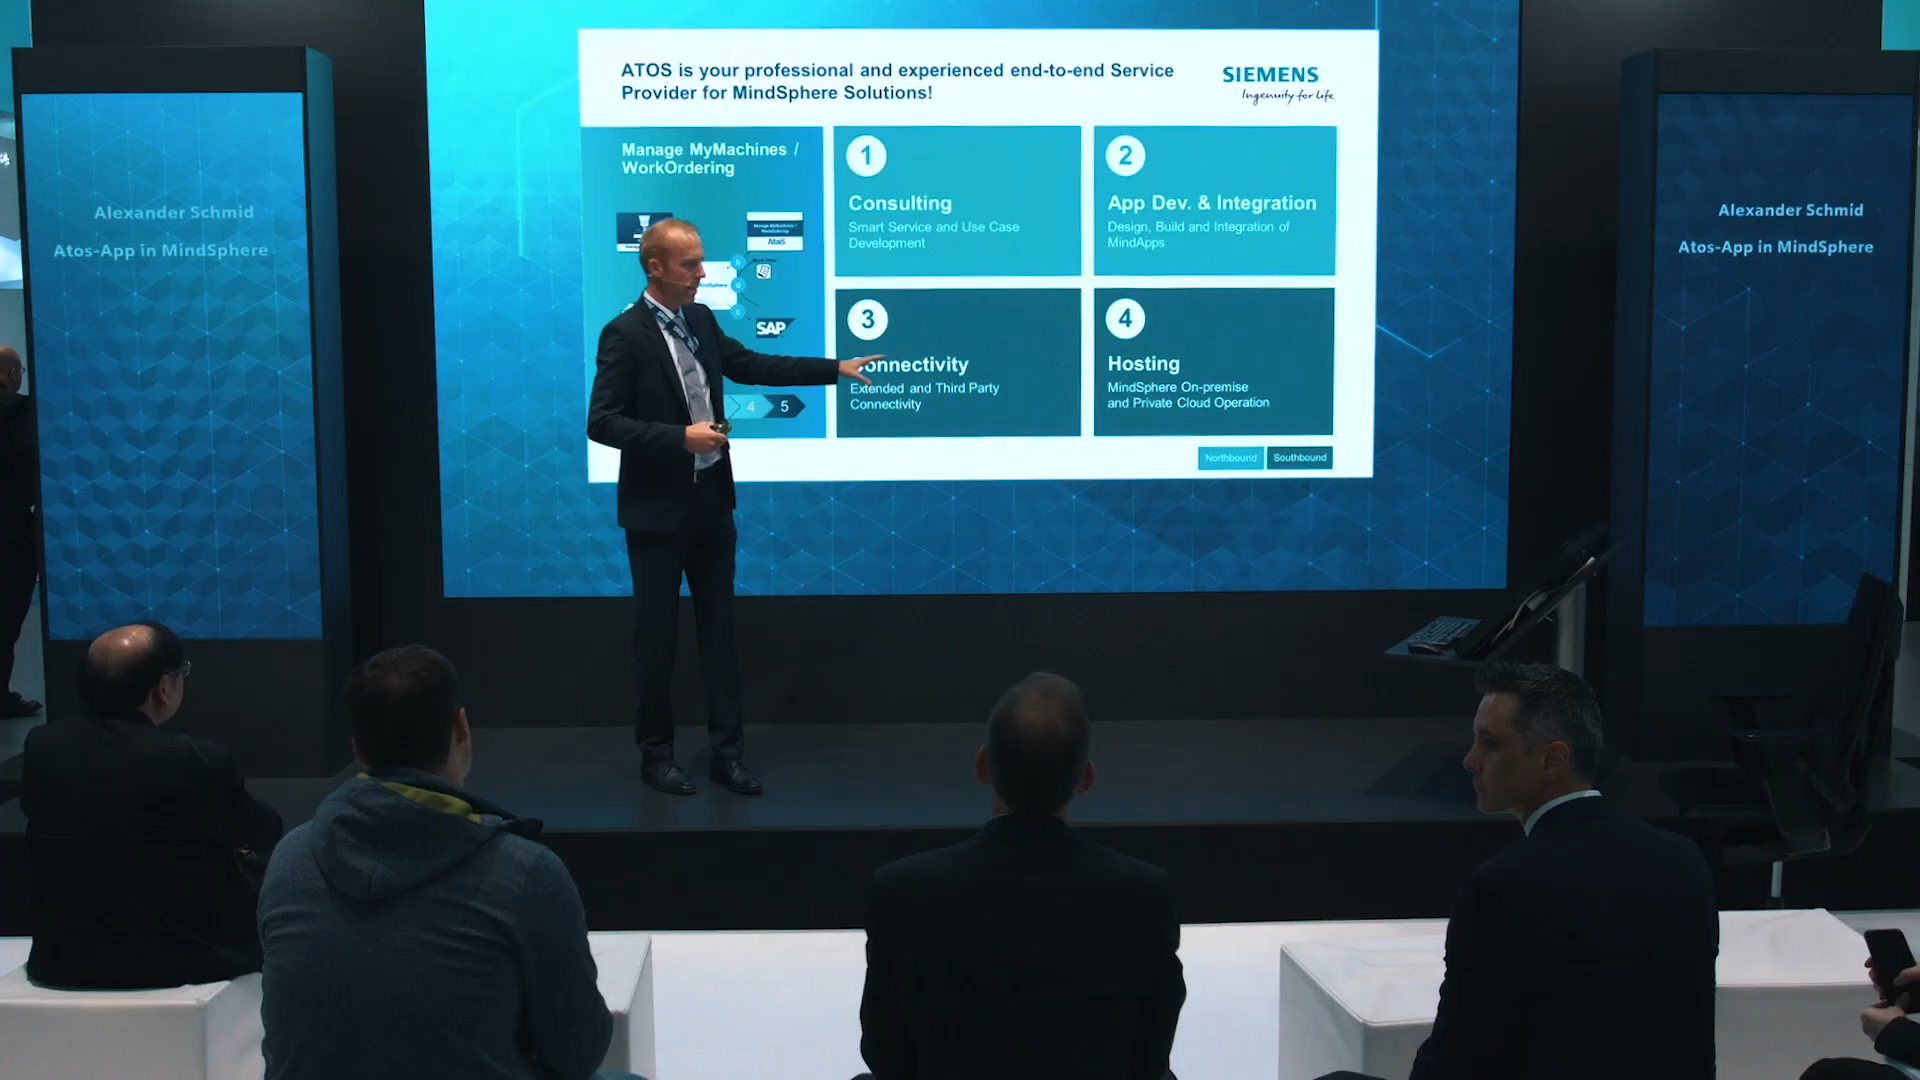 ATOS is your professional and experienced end-to-end Service
Provider for MindSphere Solutions!
SIEMENS
Ingenuity for life
Manage MyMachines /
WorkOrdering
Atos
SAP
4 5
1
Consulting
Smart Service and Use Case
Development
2
App Dev. & Integration
Design, Build and Integration of
MindApps
3
Connectivity
Extended and Third Party
Connectivity
4
Hosting
MindSphere On-premise
and Private Cloud Operation
Northbound
Southbound
Alexander Schmid
Atos-App in MindSphere
Alexander Schmid
Atos-App in MindSphere